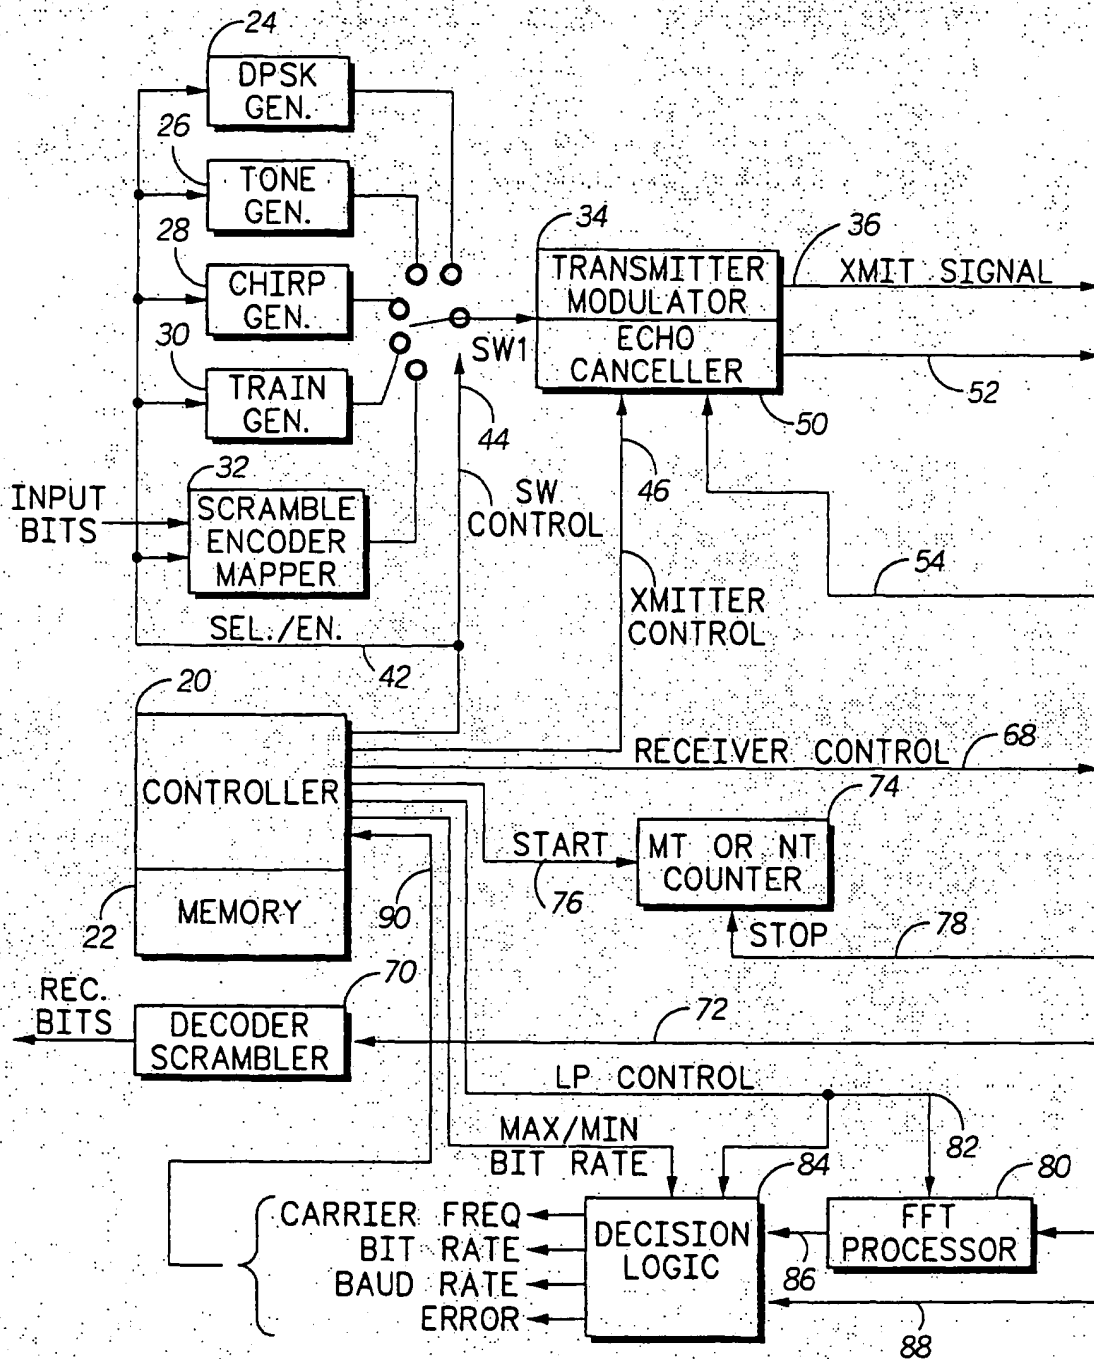 24
DPSK
GEN.
26
TONE
GEN.
28
CHIRP
GEN.
30
TRAIN
GEN.
32
INPUT
BITS
SCRAMBLE
ENCODER
MAPPER
SEL./EN.
42
SW1
44
SW
CONTROL
34
TRANSMITTER
MODULATOR
ECHO
CANCELLER
36
XMIT SIGNAL
52
50
46
54
XMITTER
CONTROL
20
CONTROLLER
22
MEMORY
RECEIVER CONTROL
68
74
START
76
MT OR NT
COUNTER
STOP
78
90
70
REC.
BITS
DECODER
SCRAMBLER
72
LP CONTROL
82
MAX/MIN
BIT RATE
84
80
CARRIER FREQ
BIT RATE
BAUD RATE
ERROR
DECISION
LOGIC
86
FFT
PROCESSOR
88